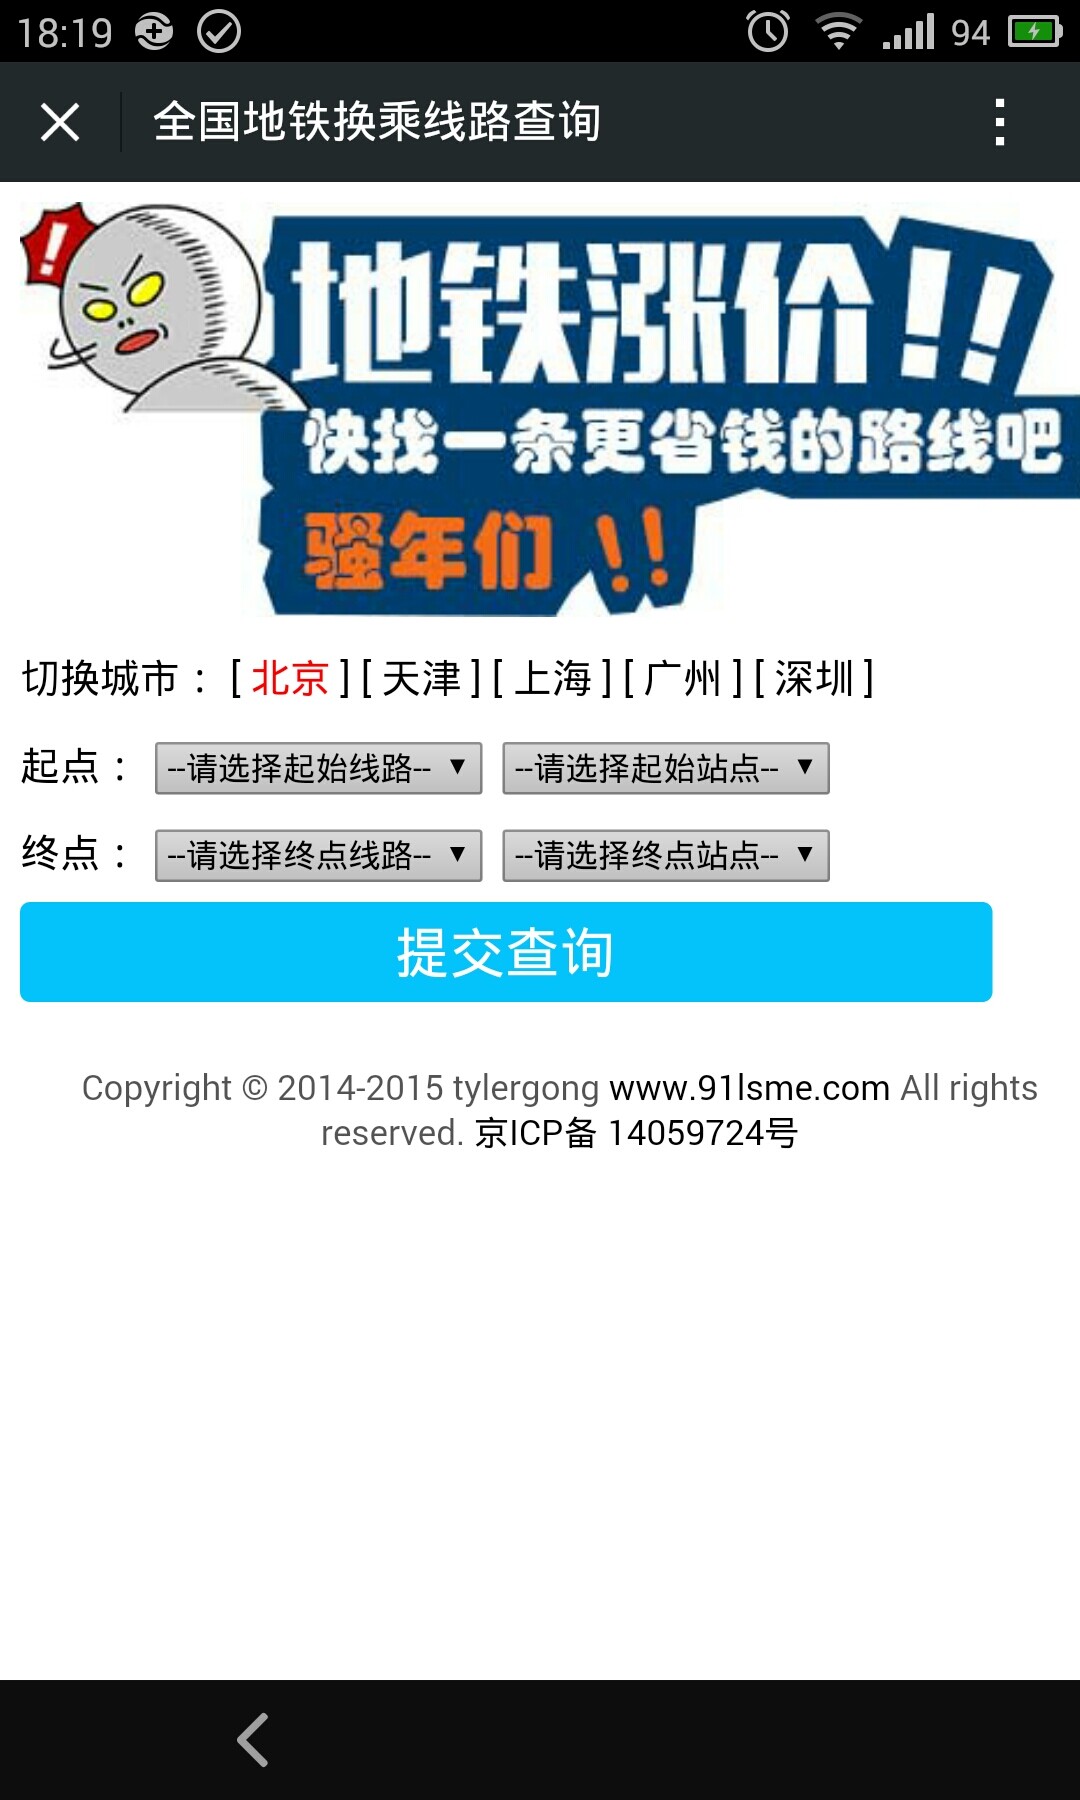 18:19 94
全国地铁换乘线路查询
!
地铁涨价!!
快找一条更省钱的路线吧
骚年们 !!
切换城市： [ 北京 ] [ 天津 ] [ 上海 ] [ 广州 ] [ 深圳 ]
起点： --请选择起始线路-- ▼ --请选择起始站点-- ▼
终点： --请选择终点线路-- ▼ --请选择终点站点-- ▼
提交查询
Copyright © 2014-2015 tylergong www.91lsme.com All rights
reserved. 京ICP备 14059724号